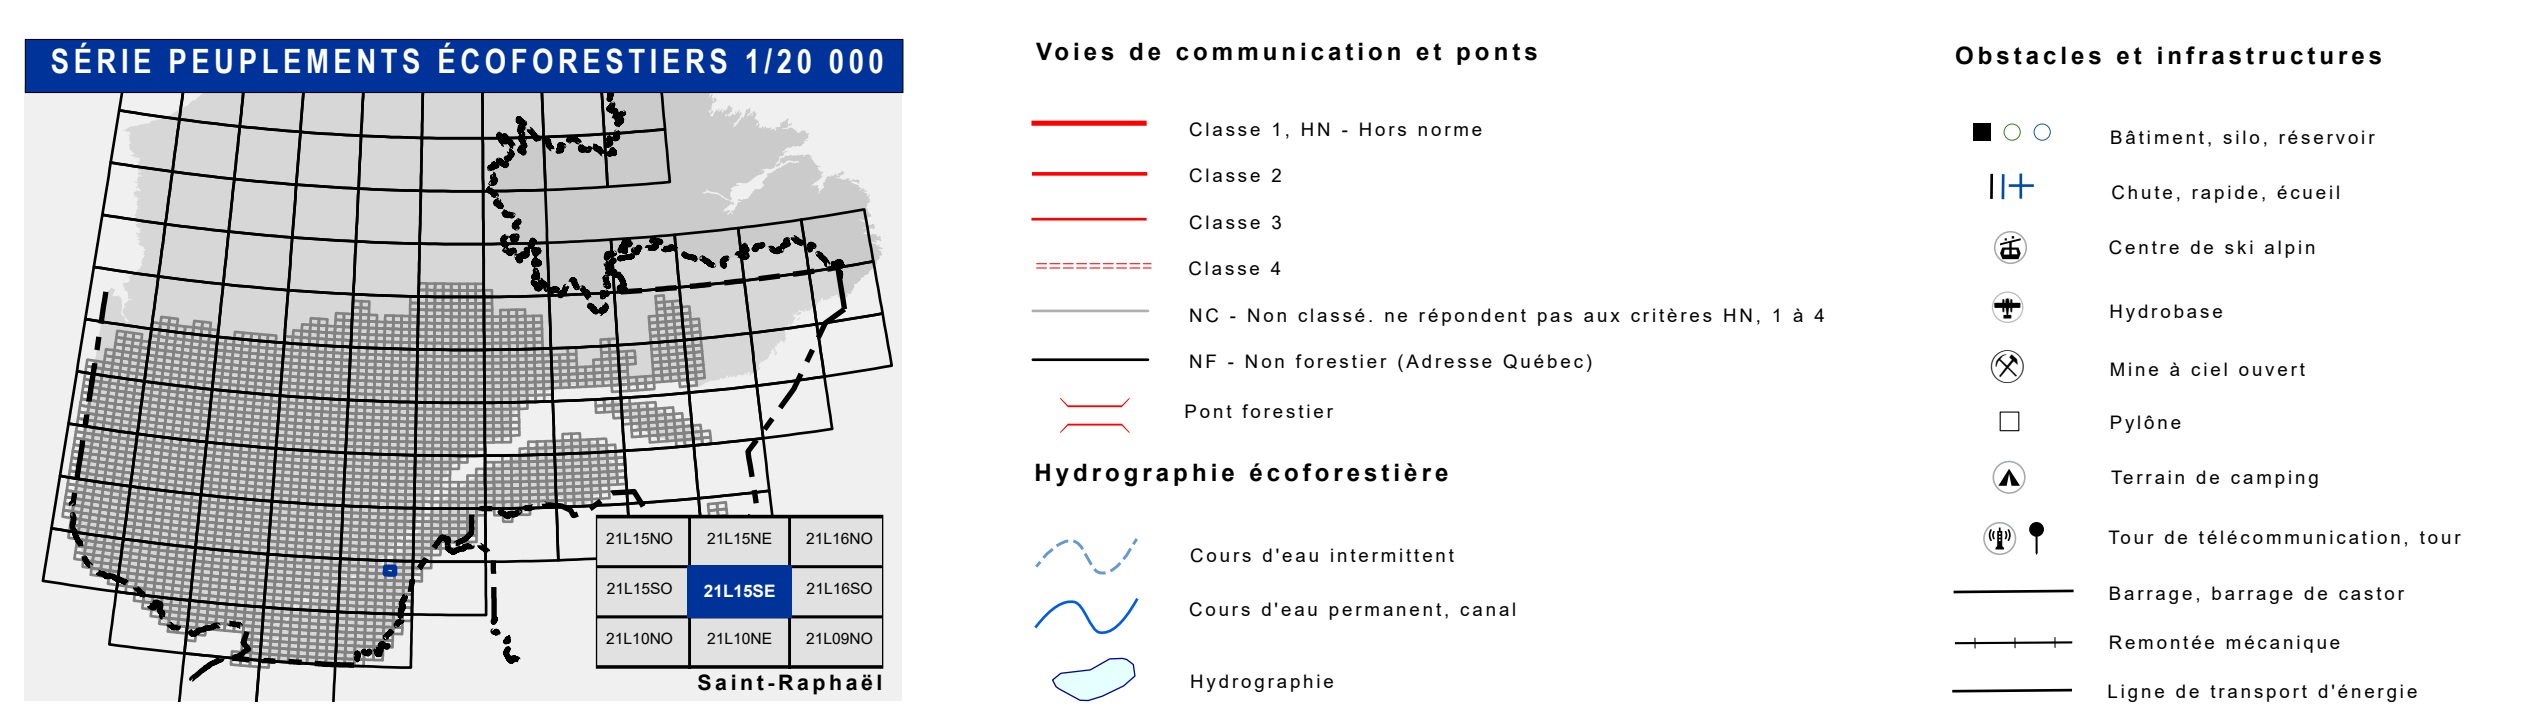 SÉRIE PEUPLEMENTS ÉCOFORESTIERS 1/20 000
21L15NO 21L15NE 21L16NO
21L15SO 21L15SE 21L16SO
21L10NO 21L10NE 21L09NO
Saint-Raphaël
Voies de communication et ponts
Classe 1, HN - Hors norme
Classe 2
Classe 3
Classe 4
NC - Non classé. ne répondent pas aux critères HN, 1 à 4
NF - Non forestier (Adresse Québec)
Pont forestier
Hydrographie écoforestière
Cours d'eau intermittent
Cours d'eau permanent, canal
Hydrographie
Obstacles et infrastructures
Bâtiment, silo, réservoir
Chute, rapide, écueil
Centre de ski alpin
Hydrobase
Mine à ciel ouvert
Pylône
Terrain de camping
Tour de télécommunication, tour
Barrage, barrage de castor
Remontée mécanique
Ligne de transport d'énergie